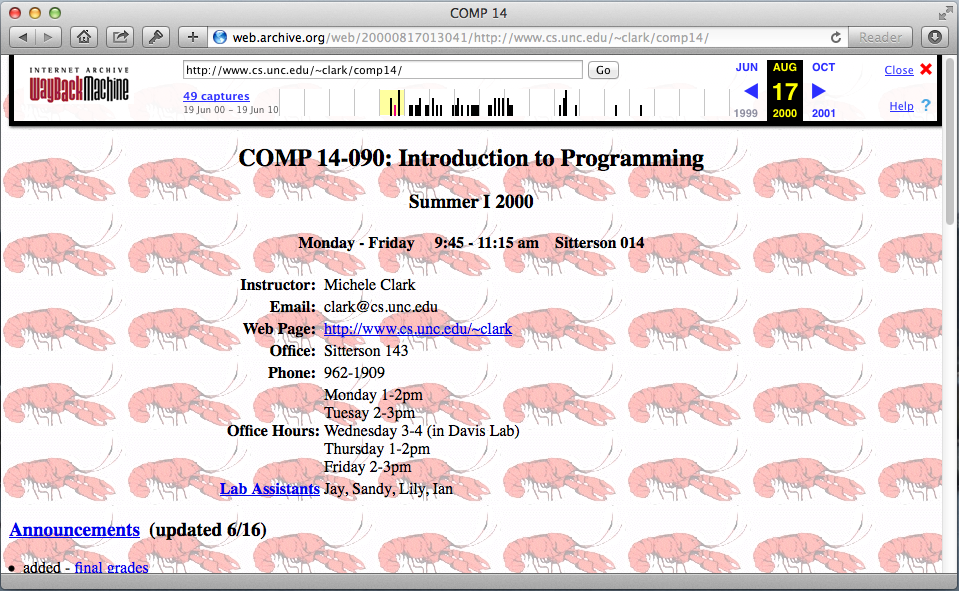 COMP 14
web.archive.org/web/20000817013041/http://www.cs.unc.edu/~clark/comp14/
Reader
INTERNET ARCHIVE
WayBackMachine
http://www.cs.unc.edu/~clark/comp14/
Go
49 captures
19 Jun 00 – 19 Jun 10
JUN AUG OCT
17
1999 2000 2001
Close
Help ?
COMP 14-090: Introduction to Programming
Summer I 2000
Monday - Friday 9:45 - 11:15 am Sitterson 014
Instructor: Michele Clark
Email: clark@cs.unc.edu
Web Page: http://www.cs.unc.edu/~clark
Office: Sitterson 143
Phone: 962-1909
Monday 1-2pm
Tuesay 2-3pm
Office Hours: Wednesday 3-4 (in Davis Lab)
Thursday 1-2pm
Friday 2-3pm
Lab Assistants Jay, Sandy, Lily, Ian
Announcements (updated 6/16)
• added - final grades